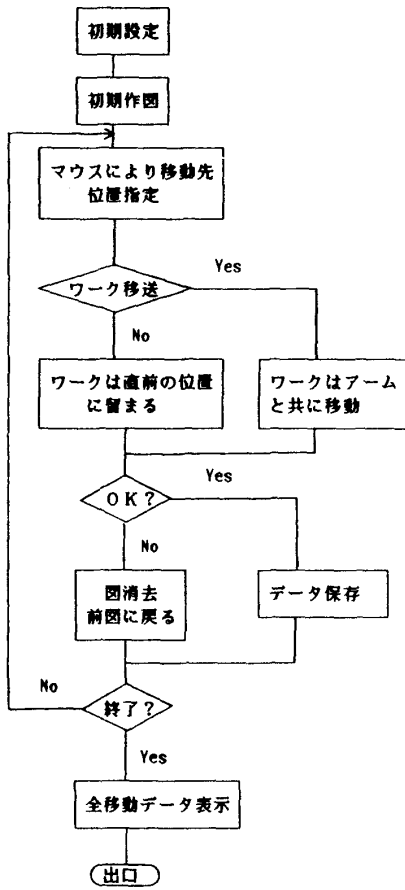 初期設定
初期作図
マウスにより移動先
位置指定
ワーク移送
Yes
No
ワークは直前の位置
に留まる
ワークはアーム
と共に移動
OK?
Yes
No
図消去
前図に戻る
データ保存
No
終了?
Yes
全移動データ表示
出口